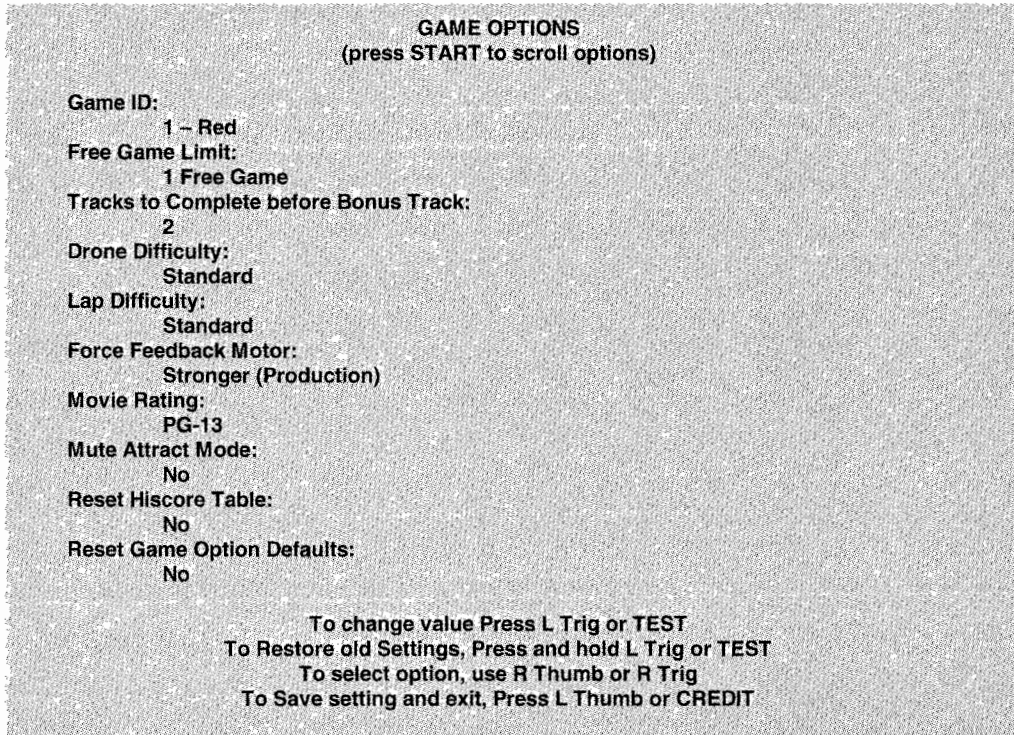 GAME OPTIONS
(press START to scroll options)
Game ID:
1 – Red
Free Game Limit:
1 Free Game
Tracks to Complete before Bonus Track:
2
Drone Difficulty:
Standard
Lap Difficulty:
Standard
Force Feedback Motor:
Stronger (Production)
Movie Rating:
PG-13
Mute Attract Mode:
No
Reset Hiscore Table:
No
Reset Game Option Defaults:
No
To change value Press L Trig or TEST
To Restore old Settings, Press and hold L Trig or TEST
To select option, use R Thumb or R Trig
To Save setting and exit, Press L Thumb or CREDIT